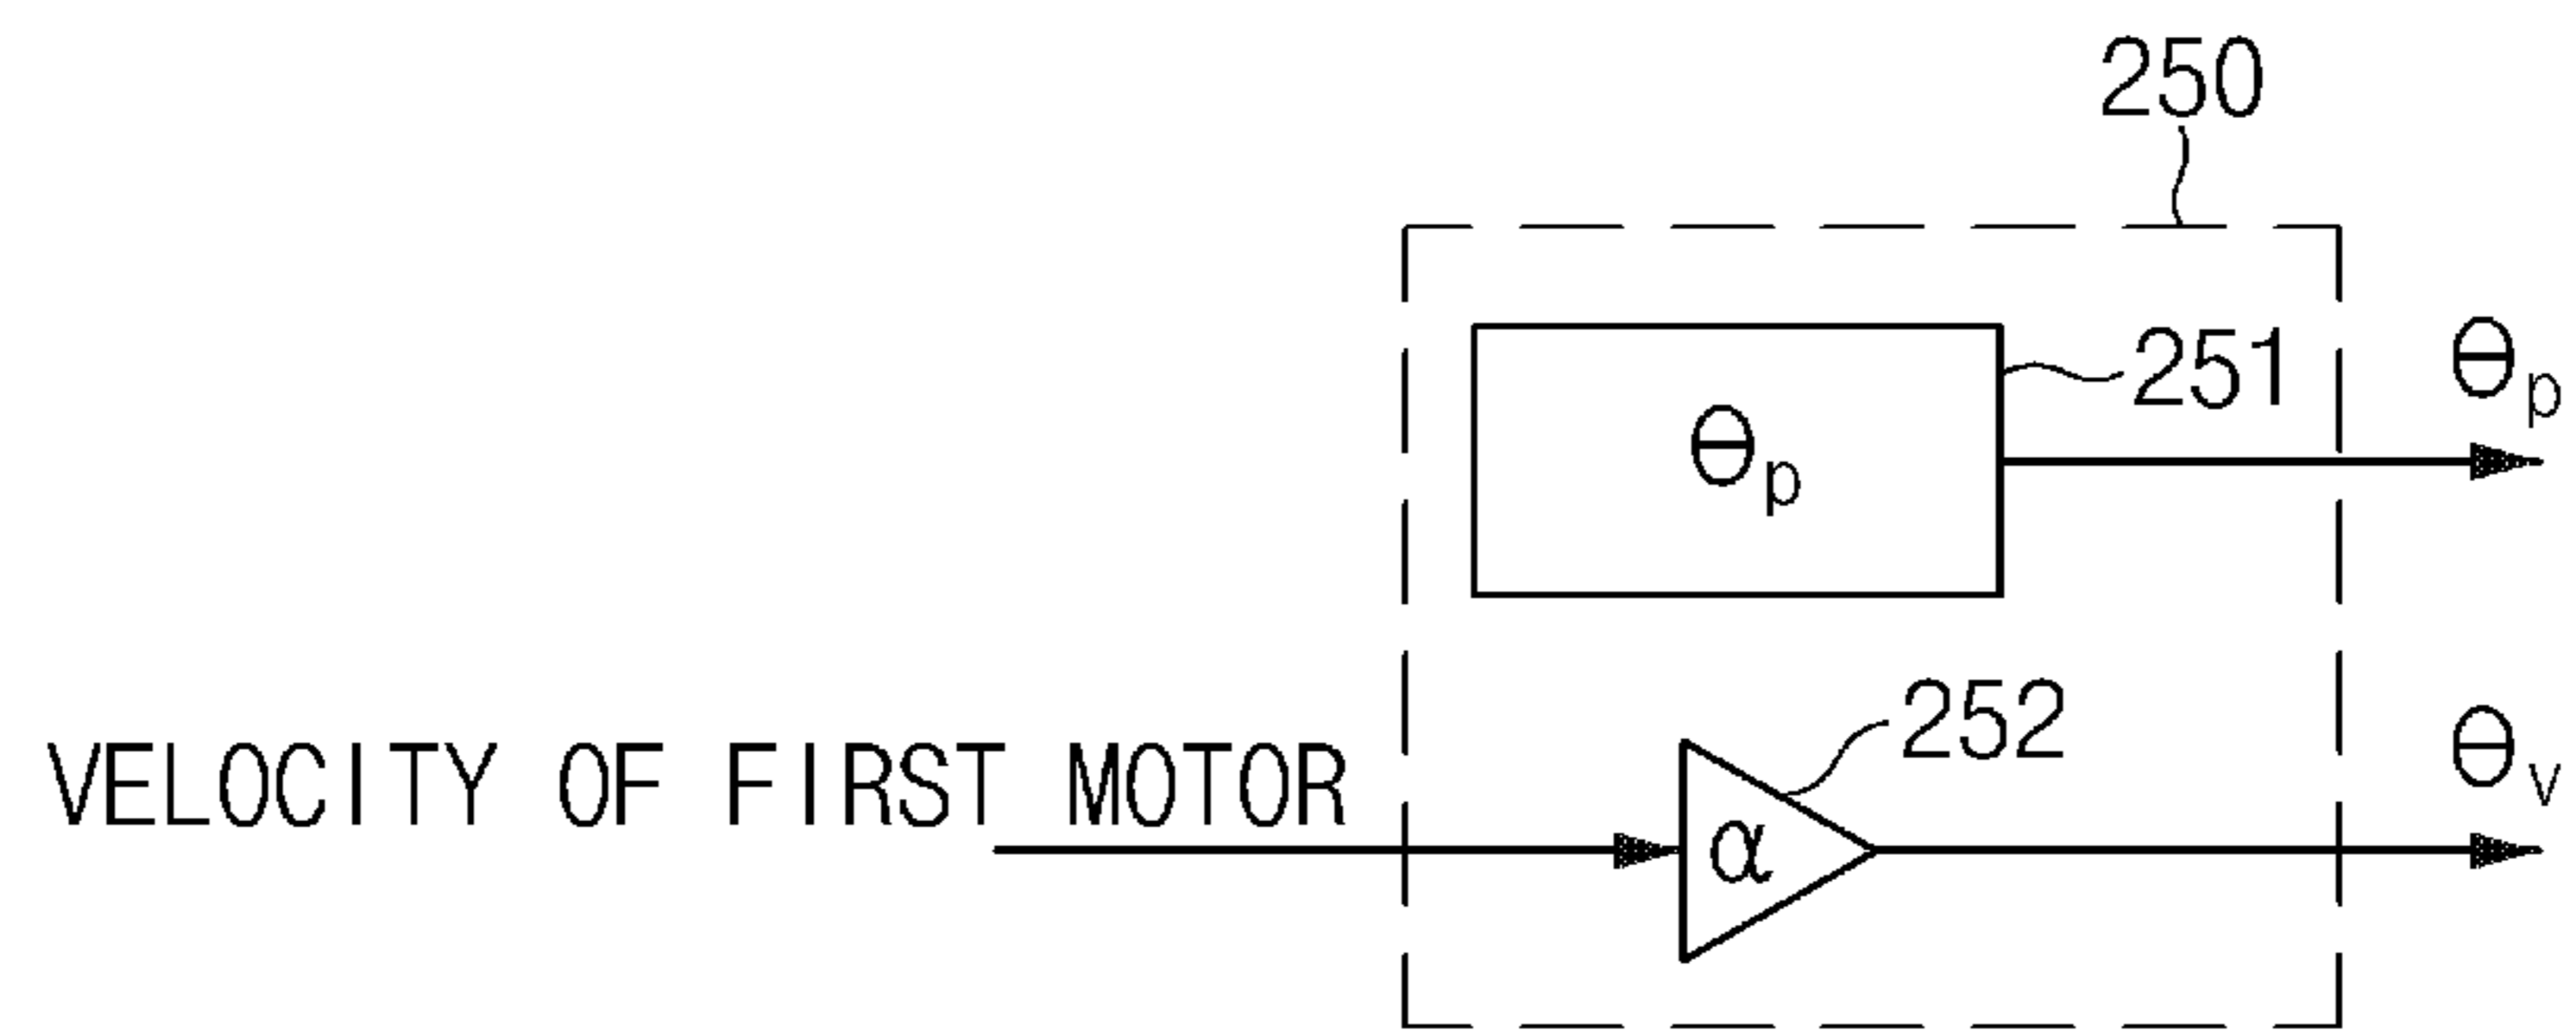 250
251
θp
θp
252
θv
VELOCITY OF FIRST MOTOR
α